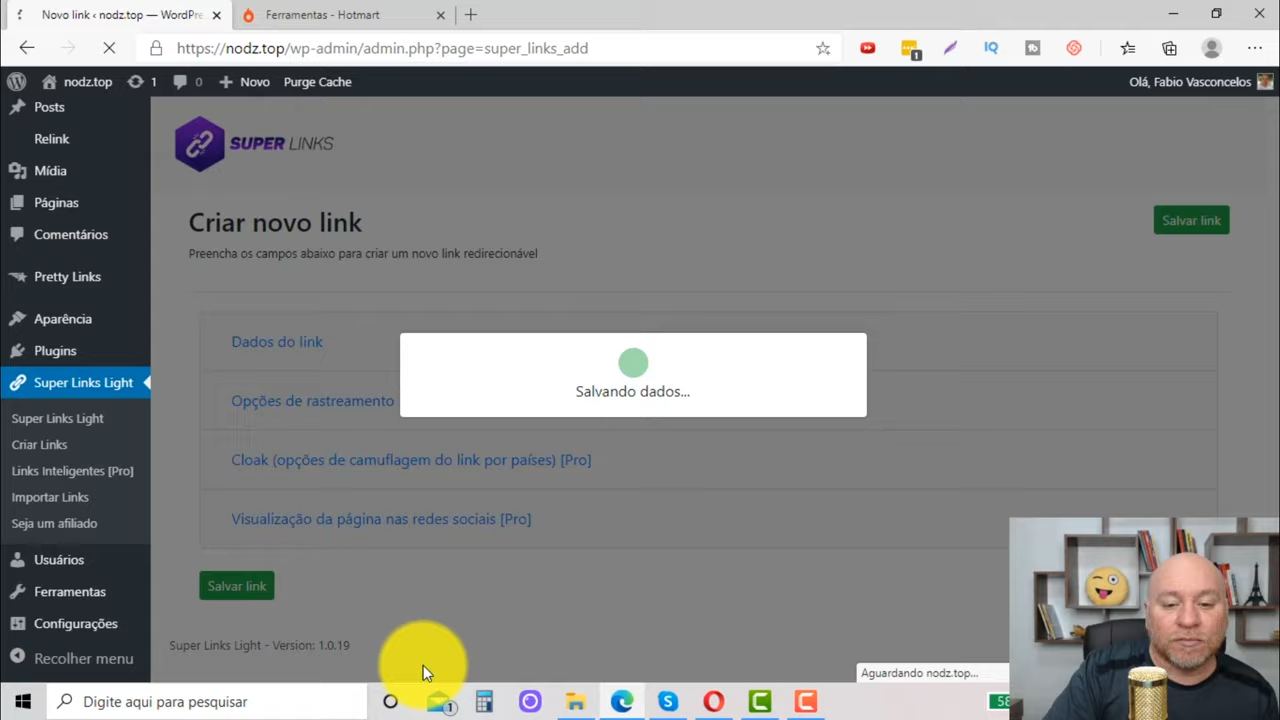 Novo link ‹ nodz.top — WordPre
Ferramentas - Hotmart
https://nodz.top/wp-admin/admin.php?page=super_links_add
1
IQ
nodz.top
1
0
Novo
Purge Cache
Olá, Fabio Vasconcelos
Posts
Relink
Mídia
Páginas
Comentários
Pretty Links
Aparência
Plugins
Super Links Light
Super Links Light
Criar Links
Links Inteligentes [Pro]
Importar Links
Seja um afiliado
Usuários
Ferramentas
Configurações
Recolher menu
SUPER LINKS
Criar novo link
Salvar link
Preencha os campos abaixo para criar um novo link redirecionável
Dados do link
Opções de rastreamento
Cloak (opções de camuflagem do link por países) [Pro]
Visualização da página nas redes sociais [Pro]
Salvando dados...
Salvar link
Super Links Light - Version: 1.0.19
Aguardando nodz.top...
Digite aqui para pesquisar
1
58